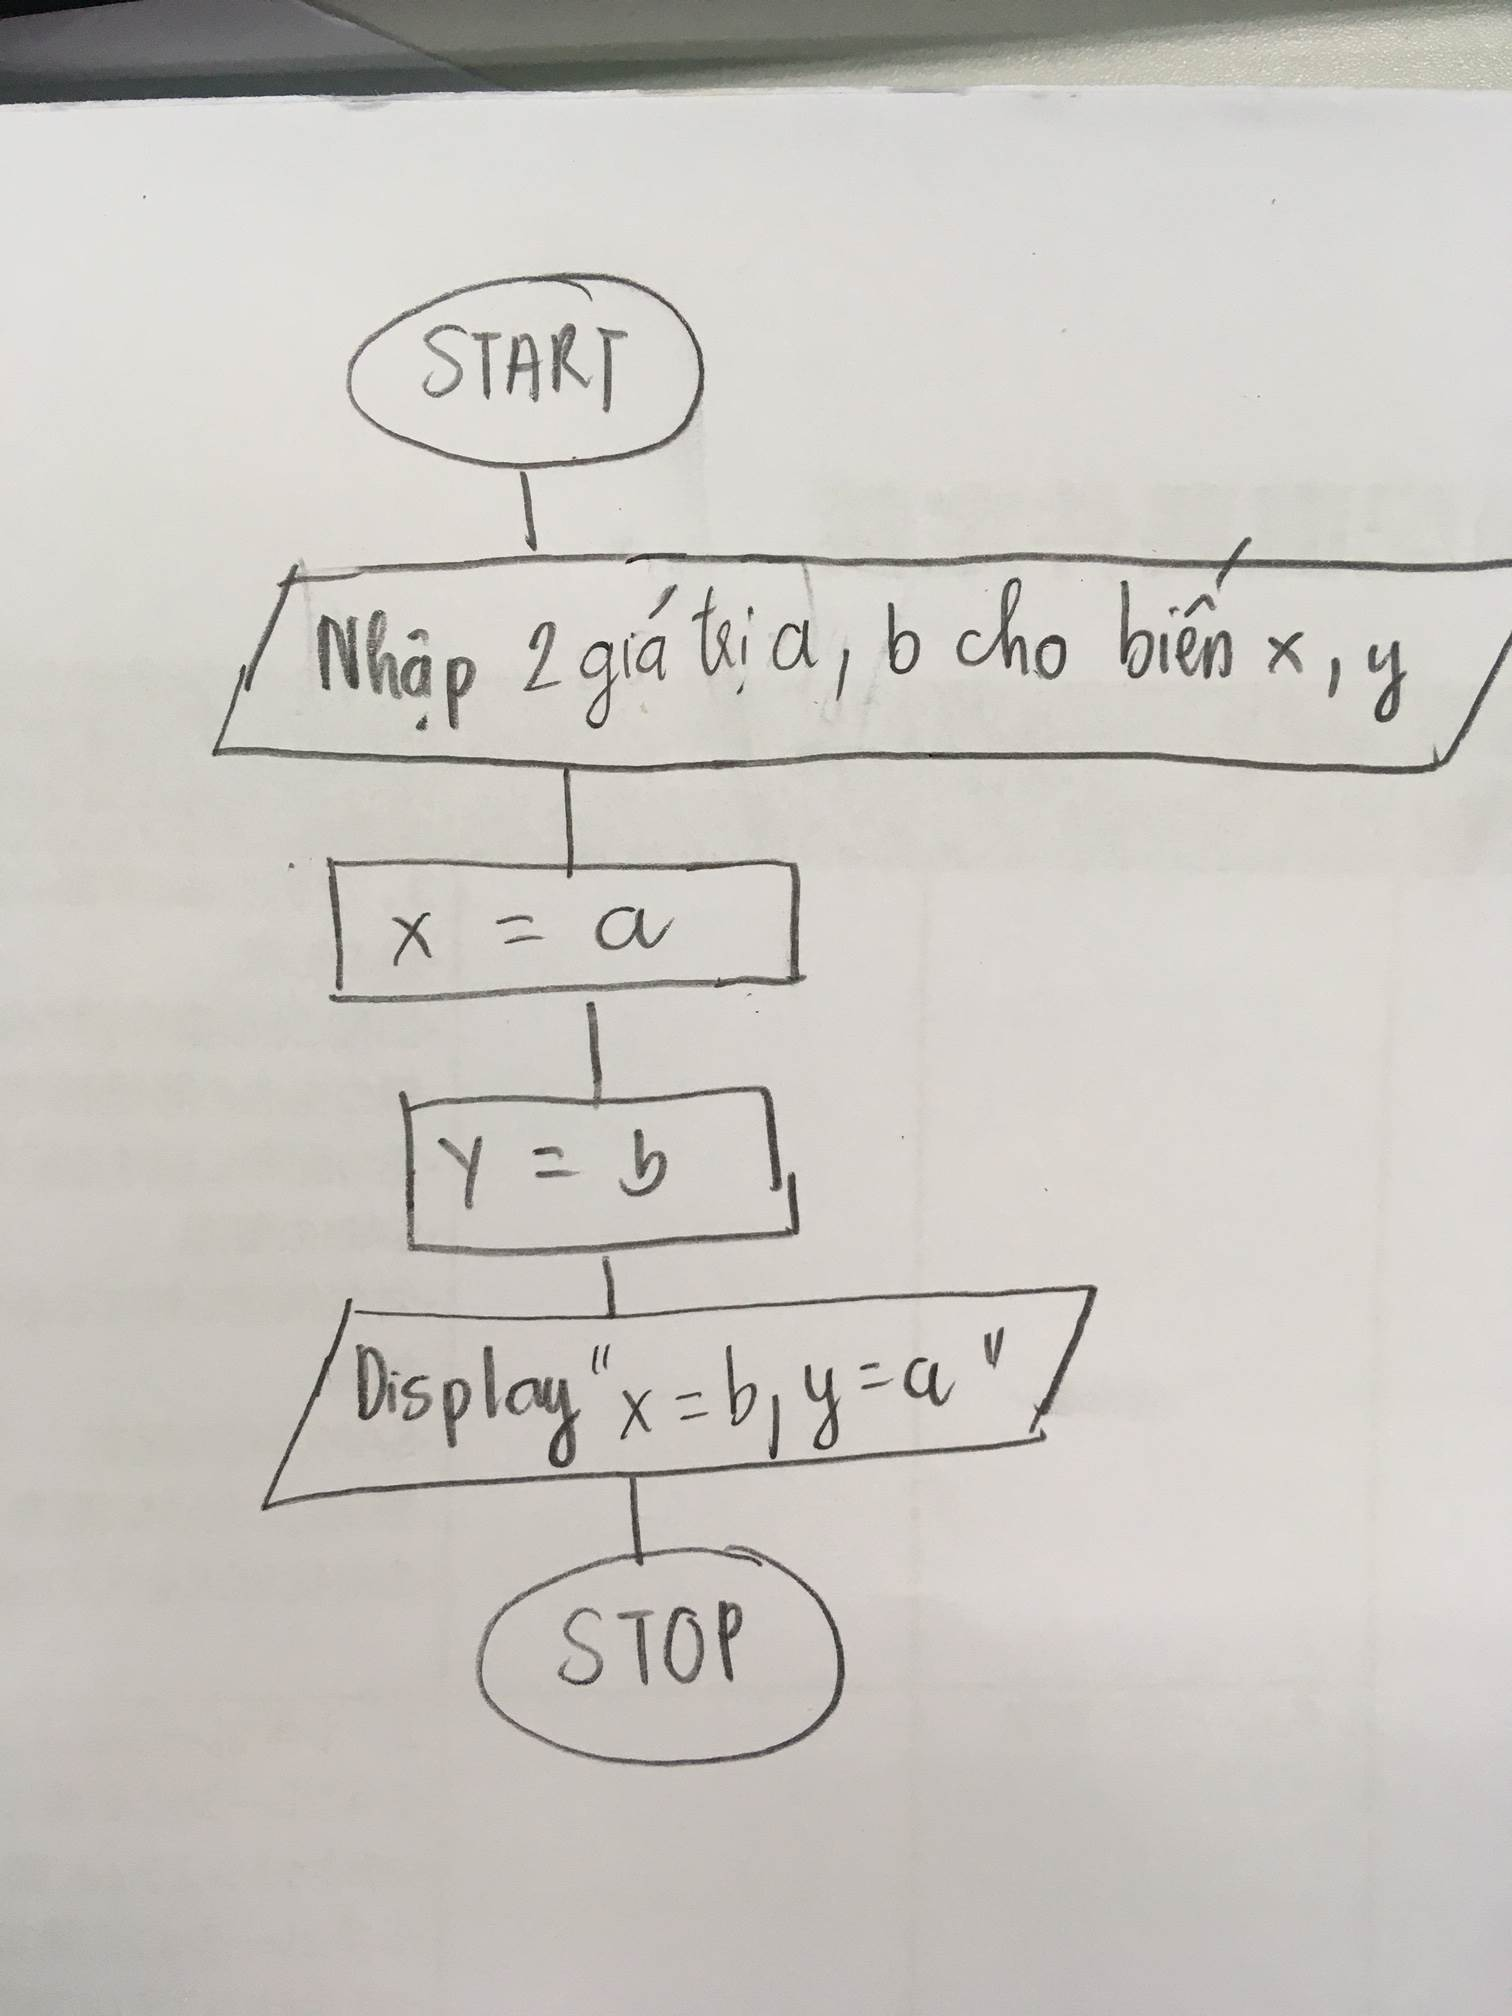 START
Nhập 2 giá trị a, b cho biến x, y
x = a
y = b
Display "x = b, y = a"
STOP